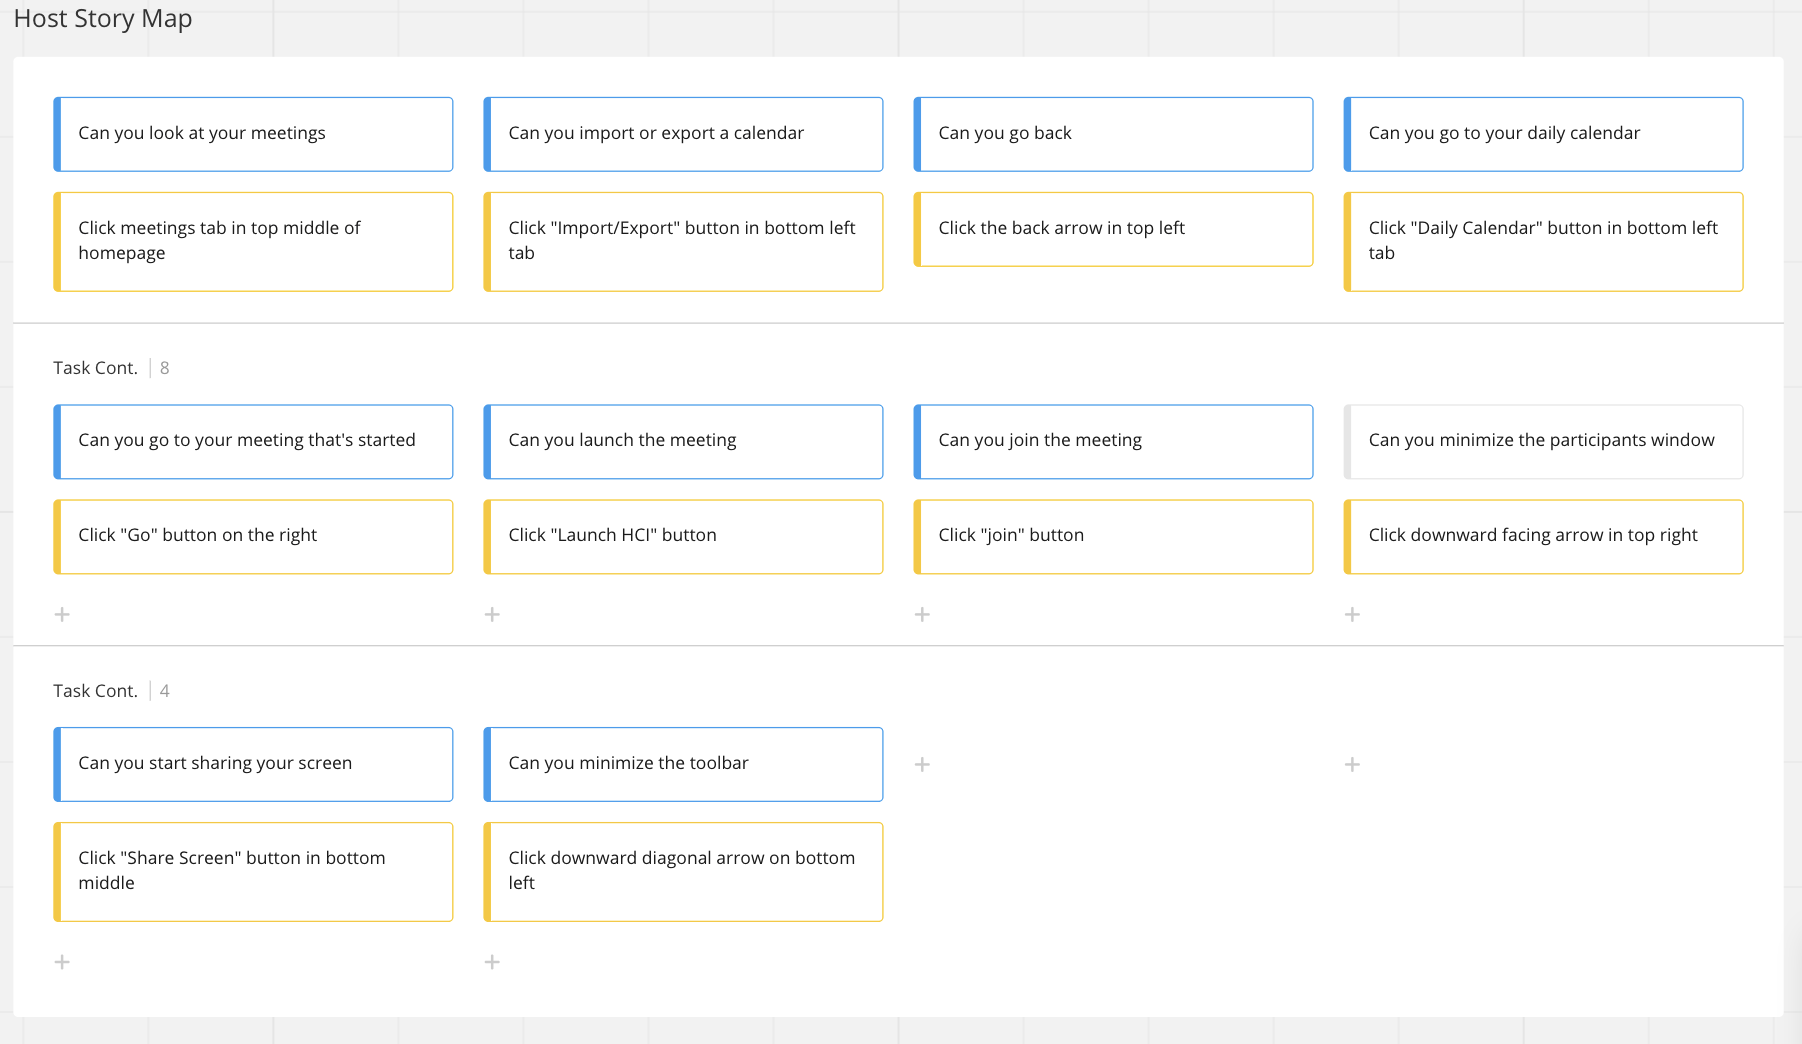 Host Story Map
Can you look at your meetings
Can you import or export a calendar
Can you go back
Can you go to your daily calendar
Click meetings tab in top middle of
homepage
Click "Import/Export" button in bottom left
tab
Click the back arrow in top left
Click "Daily Calendar" button in bottom left
tab
Task Cont. | 8
Can you go to your meeting that's started
Can you launch the meeting
Can you join the meeting
Can you minimize the participants window
Click "Go" button on the right
Click "Launch HCI" button
Click "join" button
Click downward facing arrow in top right
Task Cont. | 4
Can you start sharing your screen
Can you minimize the toolbar
Click "Share Screen" button in bottom
middle
Click downward diagonal arrow on bottom
left